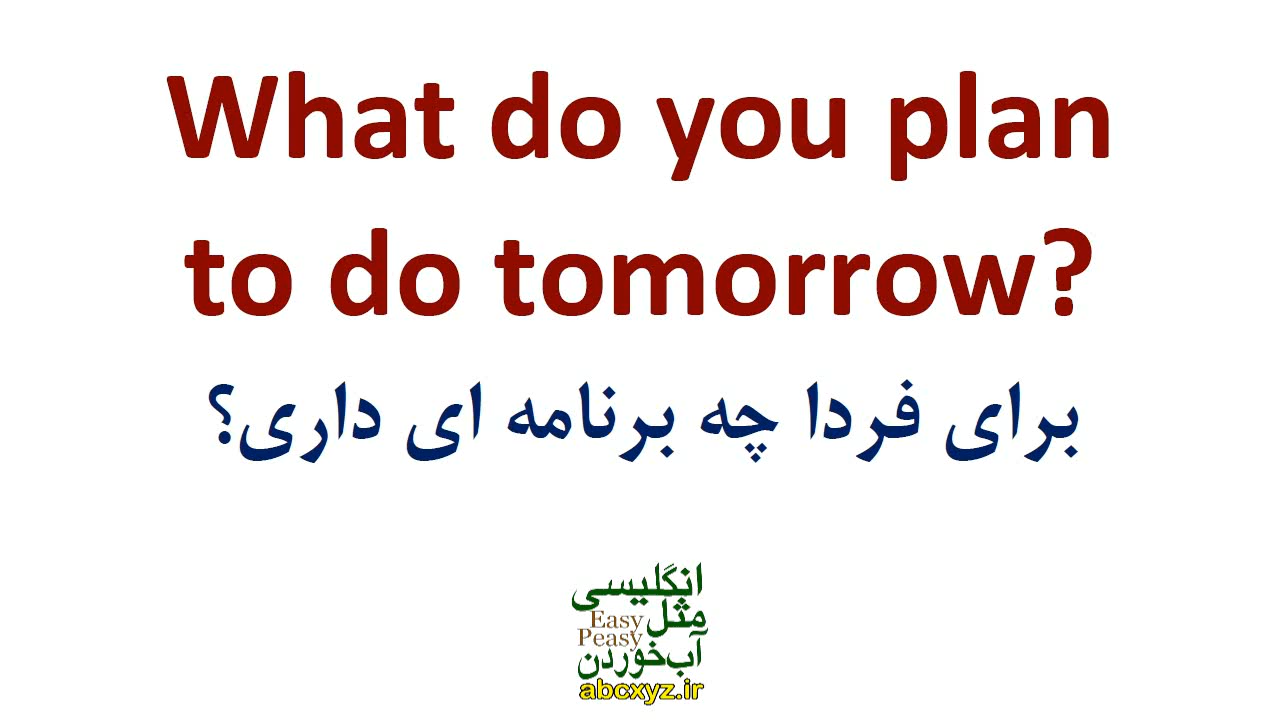 What do you plan
to do tomorrow?
برای فردا چه برنامه ای داری؟
انگلیسی
مثل
Easy
Peasy
آب‌خوردن
abcxyz.ir